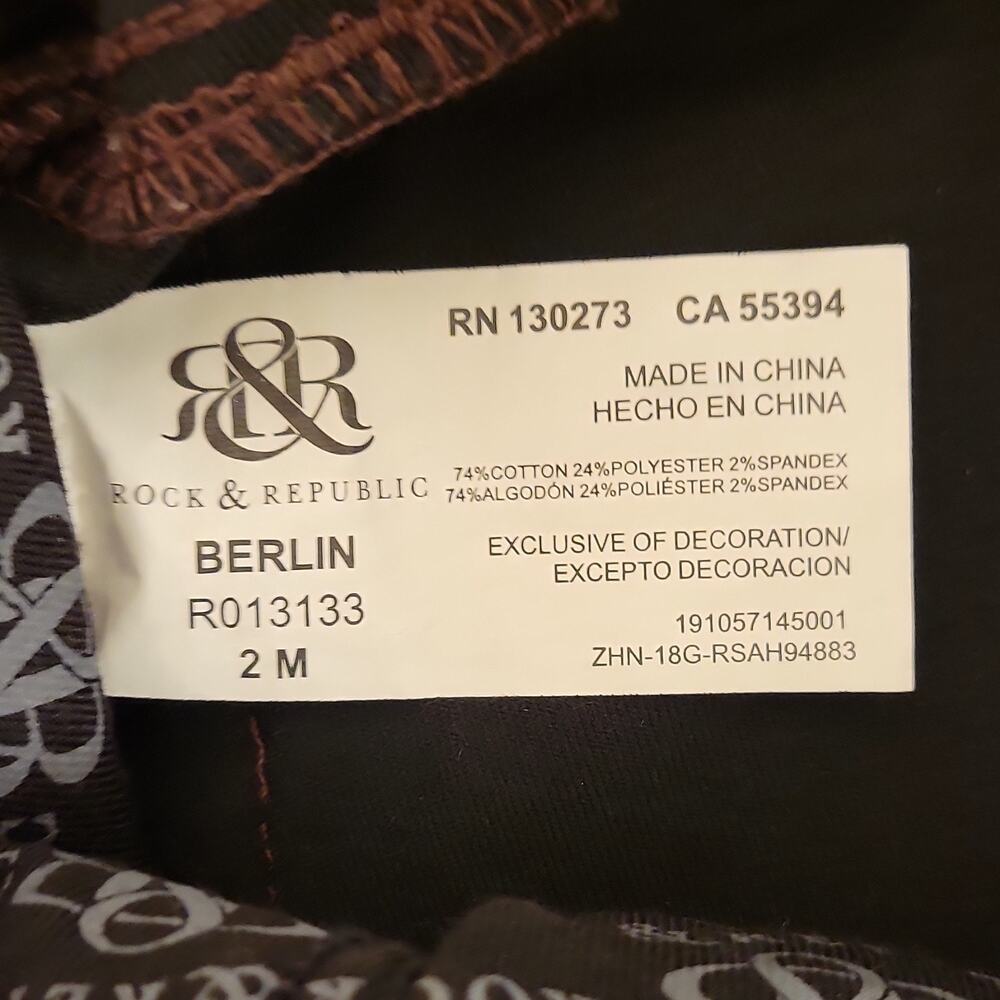 R&R
ROCK & REPUBLIC
BERLIN
R013133
2 M
RN 130273 CA 55394
MADE IN CHINA
HECHO EN CHINA
74%COTTON 24%POLYESTER 2%SPANDEX
74%ALGODÓN 24%POLIÉSTER 2%SPANDEX
EXCLUSIVE OF DECORATION/
EXCEPTO DECORACION
191057145001
ZHN-18G-RSAH94883